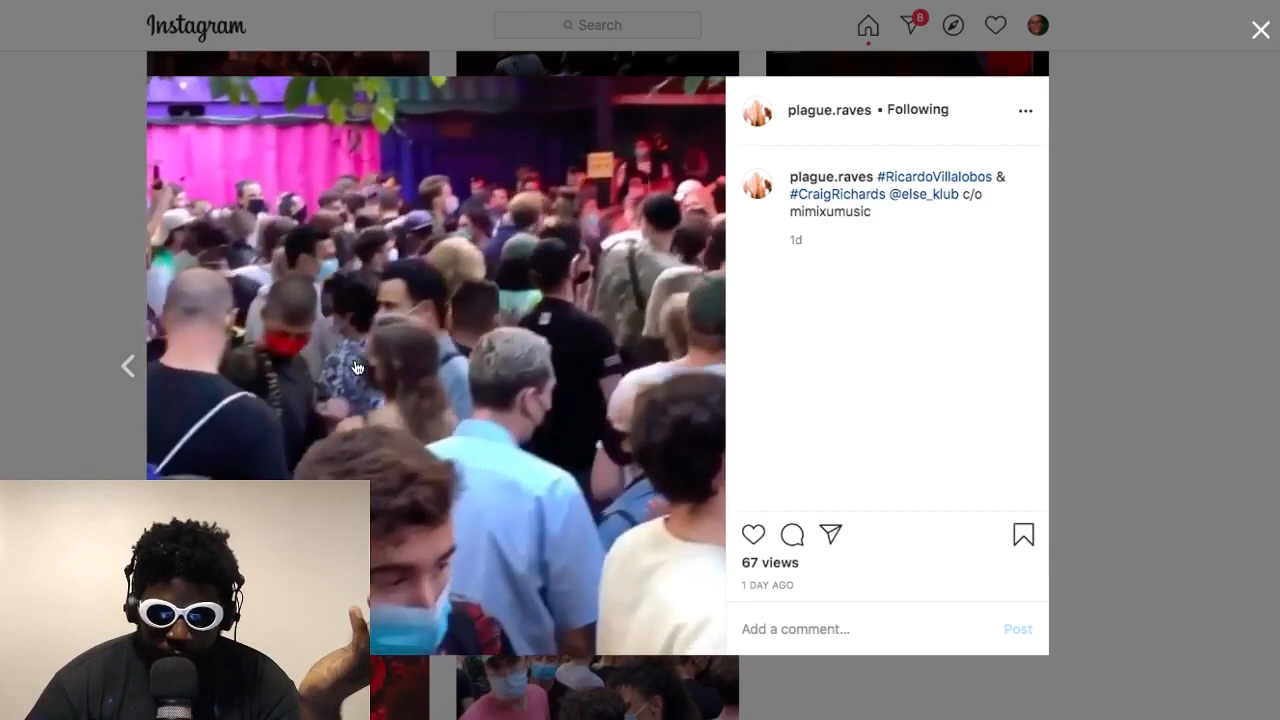 Instagram
Search
8
plague.raves ▪ Following
plague.raves #RicardoVillalobos &
#CraigRichards @else_klub c/o
mimixumusic
1d
67 views
1 DAY AGO
Add a comment... Post